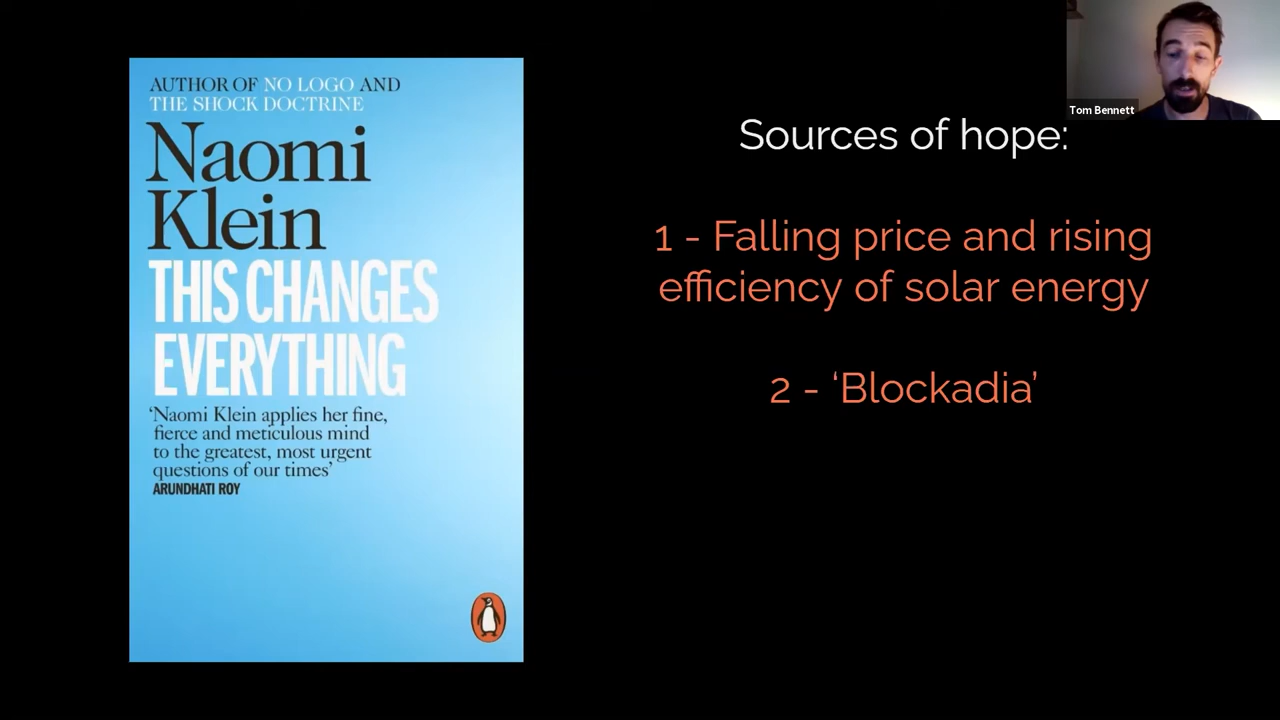 AUTHOR OF NO LOGO AND
THE SHOCK DOCTRINE
Naomi
Klein
THIS CHANGES
EVERYTHING
‘Naomi Klein applies her fine,
fierce and meticulous mind
to the greatest, most urgent
questions of our times’
ARUNDHATI ROY
Tom Bennett
Sources of hope:
1 - Falling price and rising
efficiency of solar energy
2 - ‘Blockadia’